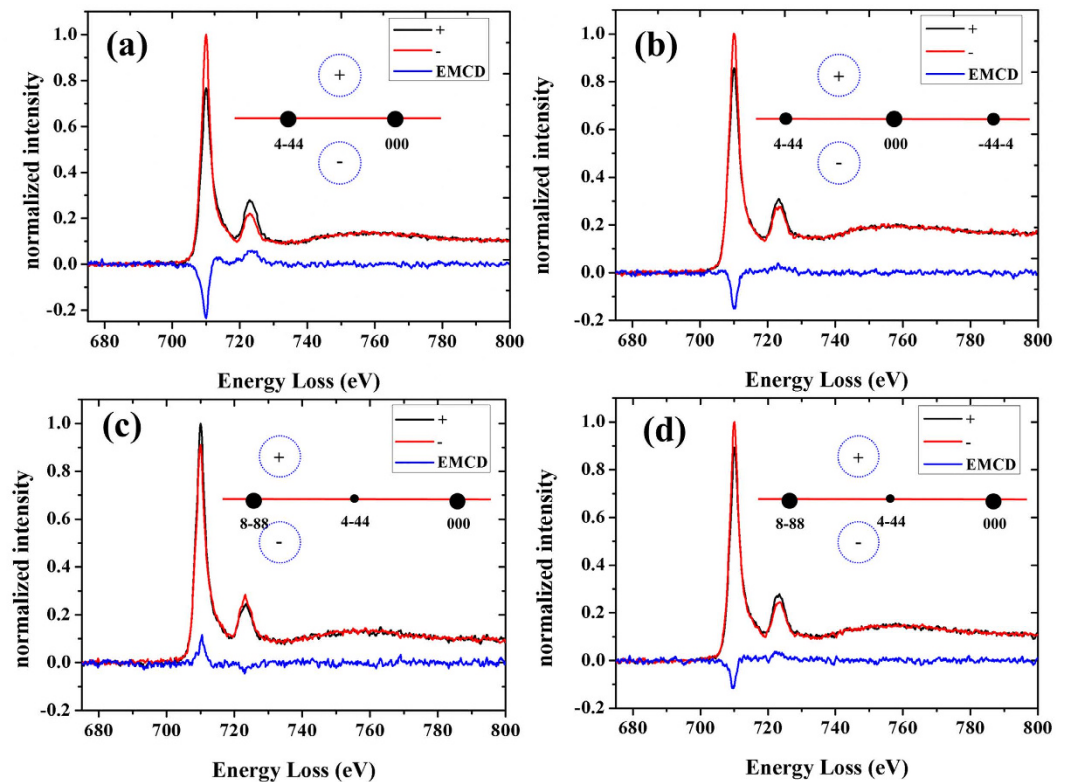 (a)
+
-
EMCD
+
4-44 000
-
normalized intensity
1.0
0.8
0.6
0.4
0.2
0.0
-0.2
680 700 720 740 760 780 800
Energy Loss (eV)
(b)
+
-
EMCD
+
4-44 000 -44-4
-
normalized intensity
1.0
0.8
0.6
0.4
0.2
0.0
-0.2
680 700 720 740 760 780 800
Energy Loss (eV)
(c)
+
-
EMCD
+
8-88 4-44 000
-
normalized intensity
1.0
0.8
0.6
0.4
0.2
0.0
-0.2
680 700 720 740 760 780 800
Energy Loss (eV)
(d)
+
-
EMCD
+
8-88 4-44 000
-
normalized intensity
1.0
0.8
0.6
0.4
0.2
0.0
-0.2
680 700 720 740 760 780 800
Energy Loss (eV)